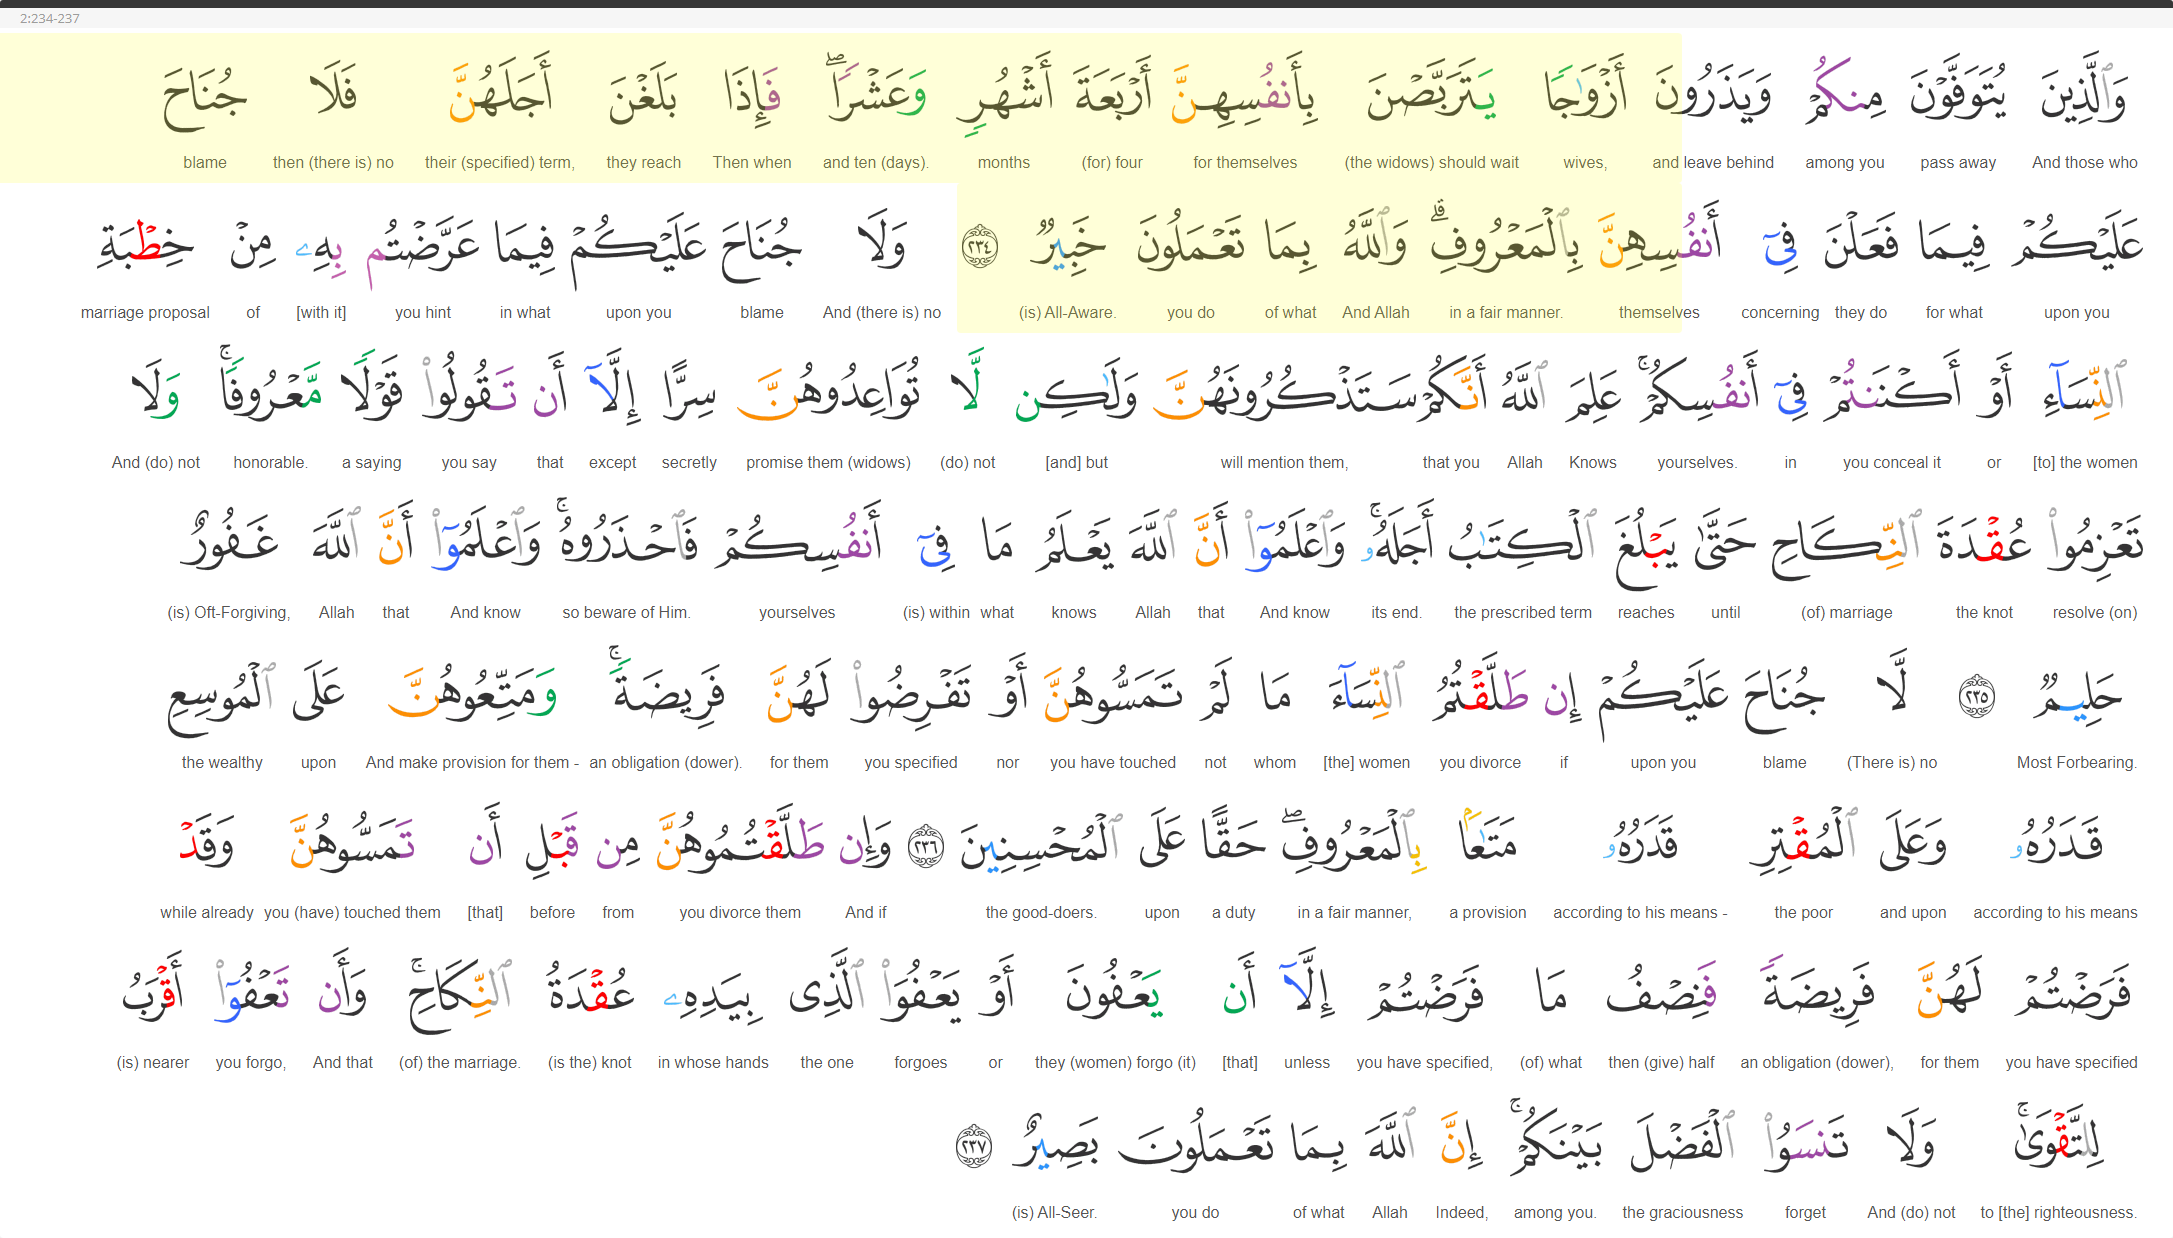 2:234-237
وَٱلَّذِينَ يُتَوَفَّوْنَ مِنكُمْ وَيَذَرُونَ أَزْوَٰجًا يَتَرَبَّصْنَ بِأَنفُسِهِنَّ أَرْبَعَةَ أَشْهُرٍ وَعَشْرًا ۖ فَإِذَا بَلَغْنَ أَجَلَهُنَّ فَلَا جُنَاحَ
And those who pass away among you and leave behind wives, (the widows) should wait for themselves (for) four months and ten (days). Then when they reach their (specified) term, then (there is) no blame
عَلَيْكُمْ فِيمَا فَعَلْنَ فِىٓ أَنفُسِهِنَّ بِٱلْمَعْرُوفِ ۗ وَٱللَّهُ بِمَا تَعْمَلُونَ خَبِيرٌ ٢٣٤ وَلَا جُنَاحَ عَلَيْكُمْ فِيمَا عَرَّضْتُم بِهِۦ مِنْ خِطْبَةِ
upon you for what they do concerning themselves in a fair manner. And Allah of what you do (is) All-Aware. And (there is) no blame upon you in what you hint [with it] of marriage proposal
ٱلنِّسَآءِ أَوْ أَكْنَنتُمْ فِىٓ أَنفُسِكُمْ ۚ عَلِمَ ٱللَّهُ أَنَّكُمْ سَتَذْكُرُونَهُنَّ وَلَٰكِن لَّا تُوَاعِدُوهُنَّ سِرًّا إِلَّآ أَن تَقُولُوا۟ قَوْلًا مَّعْرُوفًا ۚ وَلَا
[to] the women or you conceal it in yourselves. Knows Allah that you will mention them, [and] but (do) not promise them (widows) secretly except that you say a saying honorable. And (do) not
تَعْزِمُوا۟ عُقْدَةَ ٱلنِّكَاحِ حَتَّىٰ يَبْلُغَ ٱلْكِتَٰبُ أَجَلَهُۥ ۚ وَٱعْلَمُوٓا۟ أَنَّ ٱللَّهَ يَعْلَمُ مَا فِىٓ أَنفُسِكُمْ فَٱحْذَرُوهُ ۚ وَٱعْلَمُوٓا۟ أَنَّ ٱللَّهَ غَفُورٌ
resolve (on) the knot (of) marriage until reaches the prescribed term its end. And know that Allah knows what (is) within yourselves so beware of Him. And know that Allah (is) Oft-Forgiving,
حَلِيمٌ ٢٣٥ لَّا جُنَاحَ عَلَيْكُمْ إِن طَلَّقْتُمُ ٱلنِّسَآءَ مَا لَمْ تَمَسُّوهُنَّ أَوْ تَفْرِضُوا۟ لَهُنَّ فَرِيضَةً ۚ وَمَتِّعُوهُنَّ عَلَى ٱلْمُوسِعِ
Most Forbearing. (There is) no blame upon you if you divorce [the] women whom not you have touched nor you specified for them an obligation (dower). And make provision for them - upon the wealthy
قَدَرُهُۥ وَعَلَى ٱلْمُقْتِرِ قَدَرُهُۥ مَتَٰعًۢا بِٱلْمَعْرُوفِ ۖ حَقًّا عَلَى ٱلْمُحْسِنِينَ ٢٣٦ وَإِن طَلَّقْتُمُوهُنَّ مِن قَبْلِ أَن تَمَسُّوهُنَّ وَقَدْ
according to his means and upon the poor according to his means - a provision in a fair manner, a duty upon the good-doers. And if you divorce them from before [that] you (have) touched them while already
فَرَضْتُمْ لَهُنَّ فَرِيضَةً فَنِصْفُ مَا فَرَضْتُمْ إِلَّآ أَن يَعْفُونَ أَوْ يَعْفُوَا۟ ٱلَّذِى بِيَدِهِۦ عُقْدَةُ ٱلنِّكَاحِ ۚ وَأَن تَعْفُوٓا۟ أَقْرَبُ
you have specified for them an obligation (dower), then (give) half (of) what you have specified, unless [that] they (women) forgo (it) or forgoes the one in whose hands (is the) knot (of) the marriage. And that you forgo, (is) nearer
لِلتَّقْوَىٰ ۚ وَلَا تَنسَوُا۟ ٱلْفَضْلَ بَيْنَكُمْ ۚ إِنَّ ٱللَّهَ بِمَا تَعْمَلُونَ بَصِيرٌ ٢٣٧
to [the] righteousness. And (do) not forget the graciousness among you. Indeed, Allah of what you do (is) All-Seer.